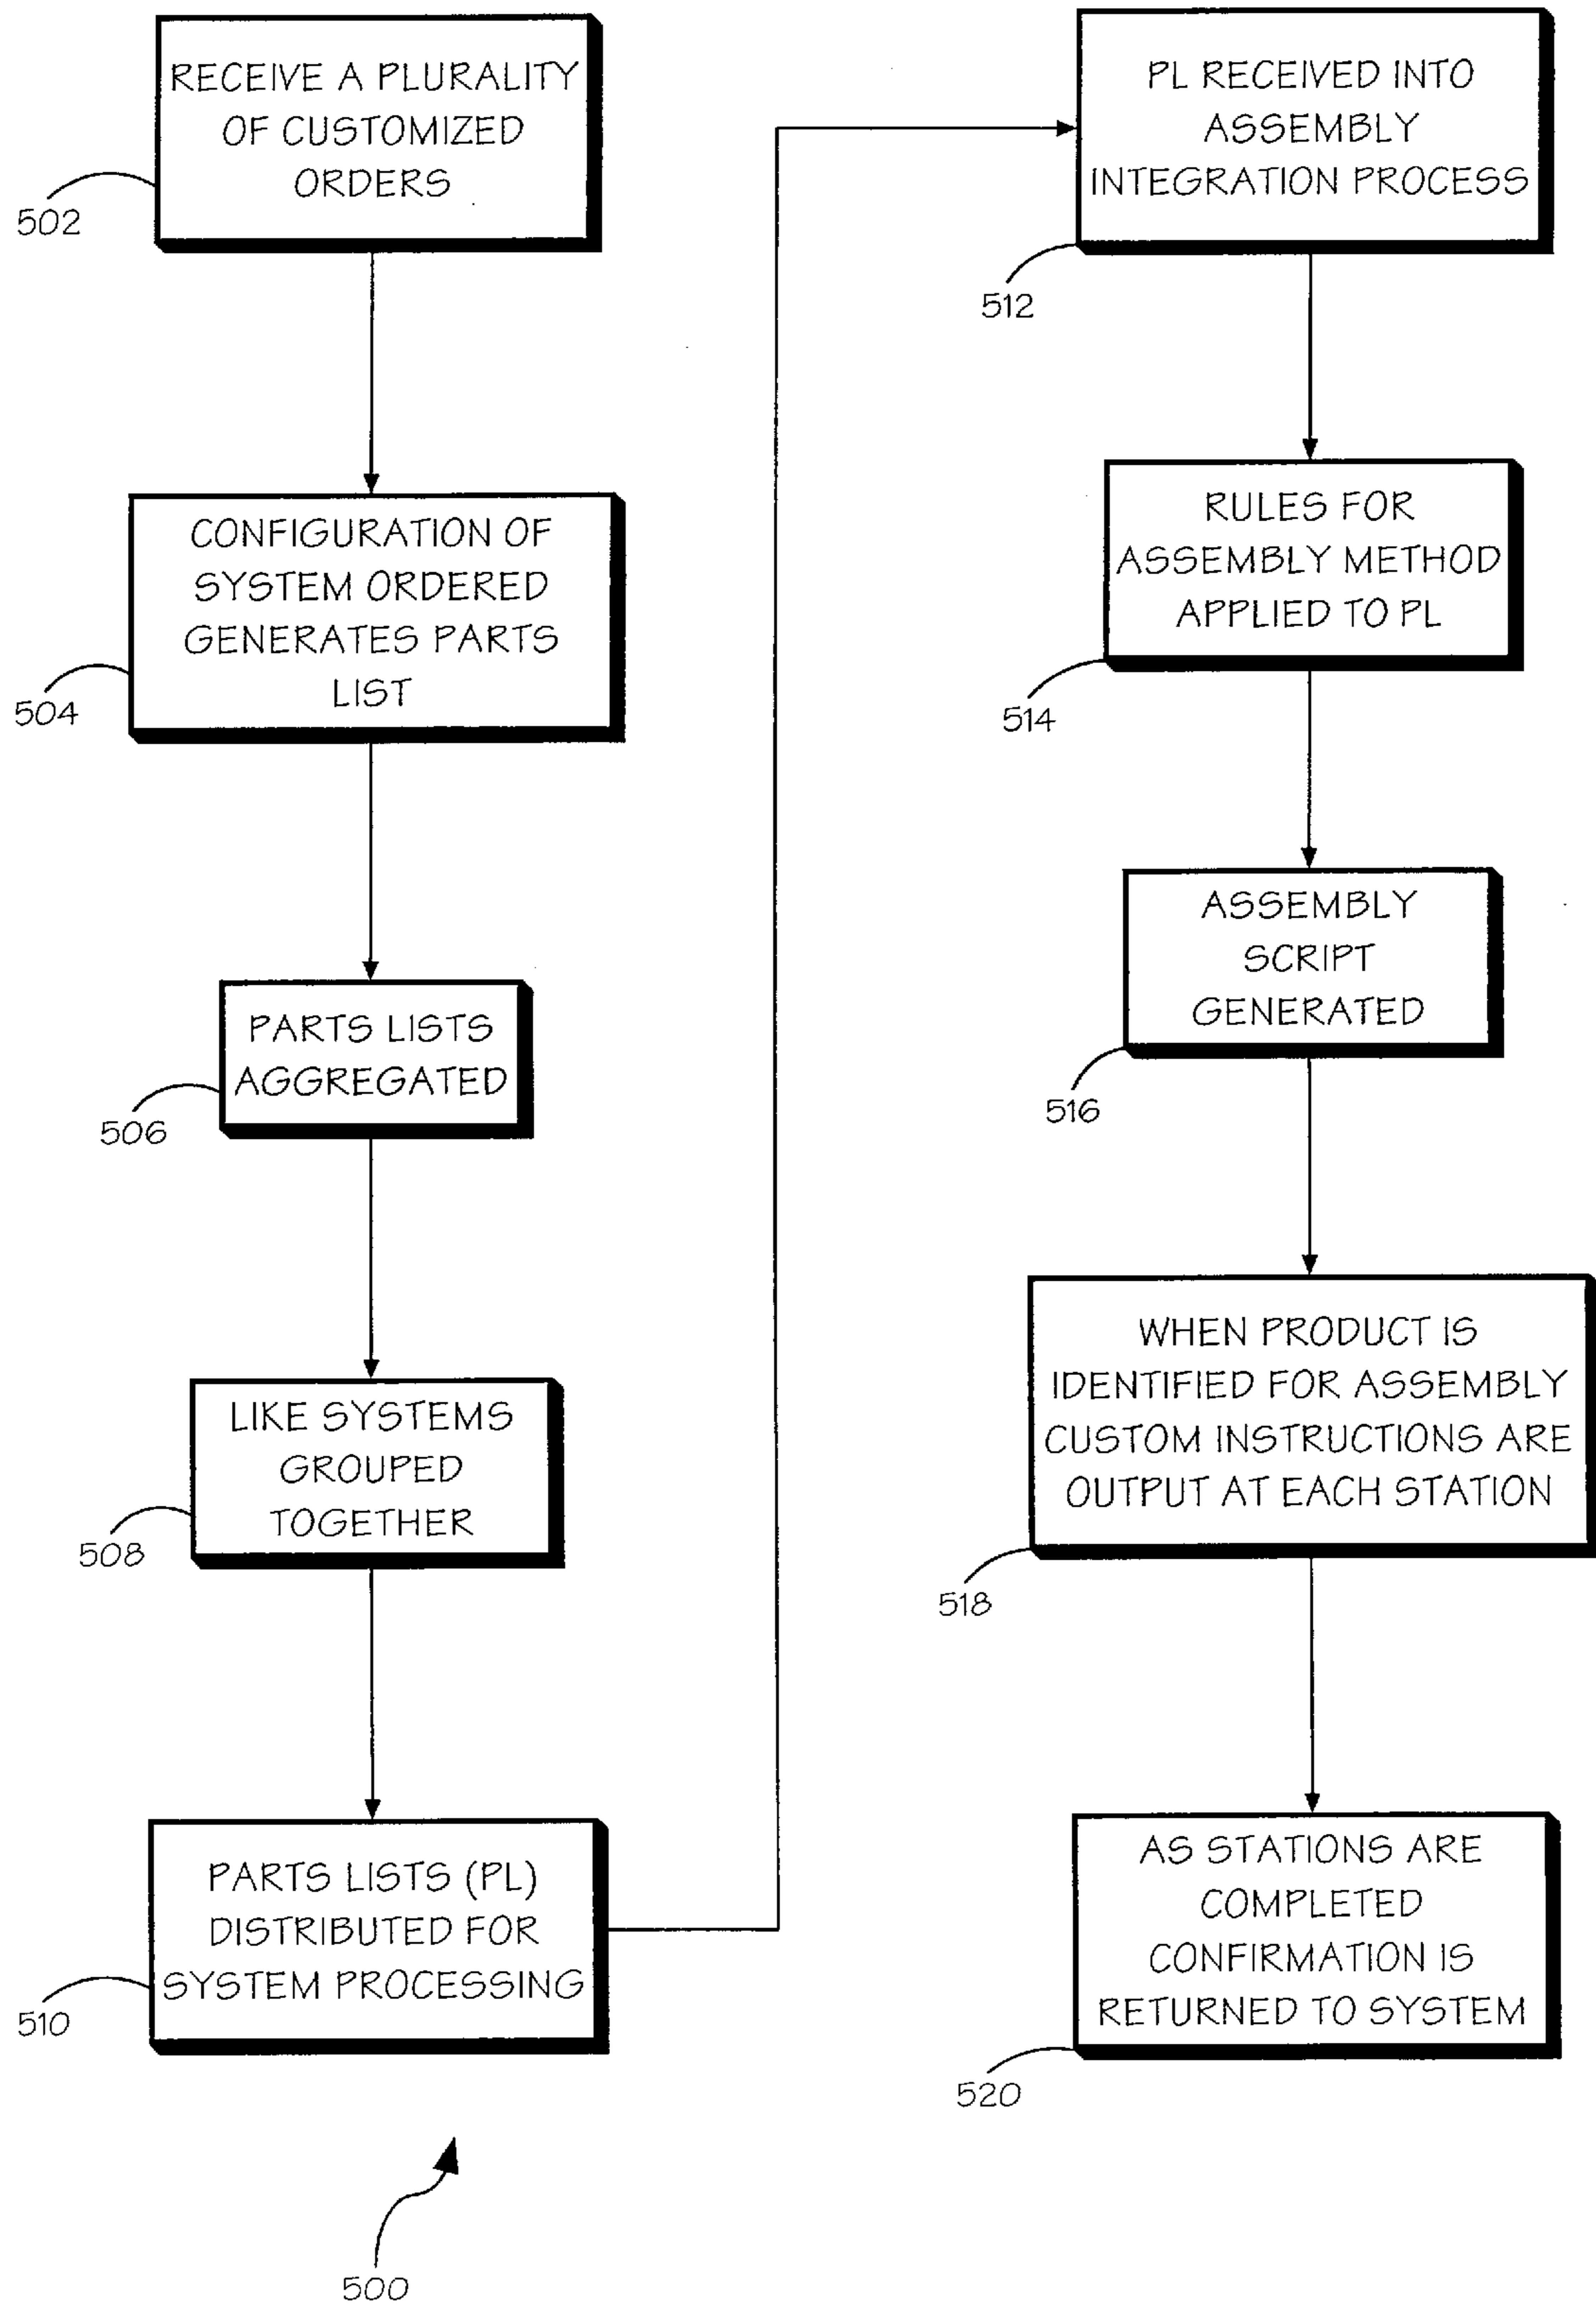 RECEIVE A PLURALITY
OF CUSTOMIZED
ORDERS
502
CONFIGURATION OF
SYSTEM ORDERED
GENERATES PARTS
LIST
504
PARTS LISTS
AGGREGATED
506
LIKE SYSTEMS
GROUPED
TOGETHER
508
PARTS LISTS (PL)
DISTRIBUTED FOR
SYSTEM PROCESSING
510
PL RECEIVED INTO
ASSEMBLY
INTEGRATION PROCESS
512
RULES FOR
ASSEMBLY METHOD
APPLIED TO PL
514
ASSEMBLY
SCRIPT
GENERATED
516
WHEN PRODUCT IS
IDENTIFIED FOR ASSEMBLY
CUSTOM INSTRUCTIONS ARE
OUTPUT AT EACH STATION
518
AS STATIONS ARE
COMPLETED
CONFIRMATION IS
RETURNED TO SYSTEM
520
500